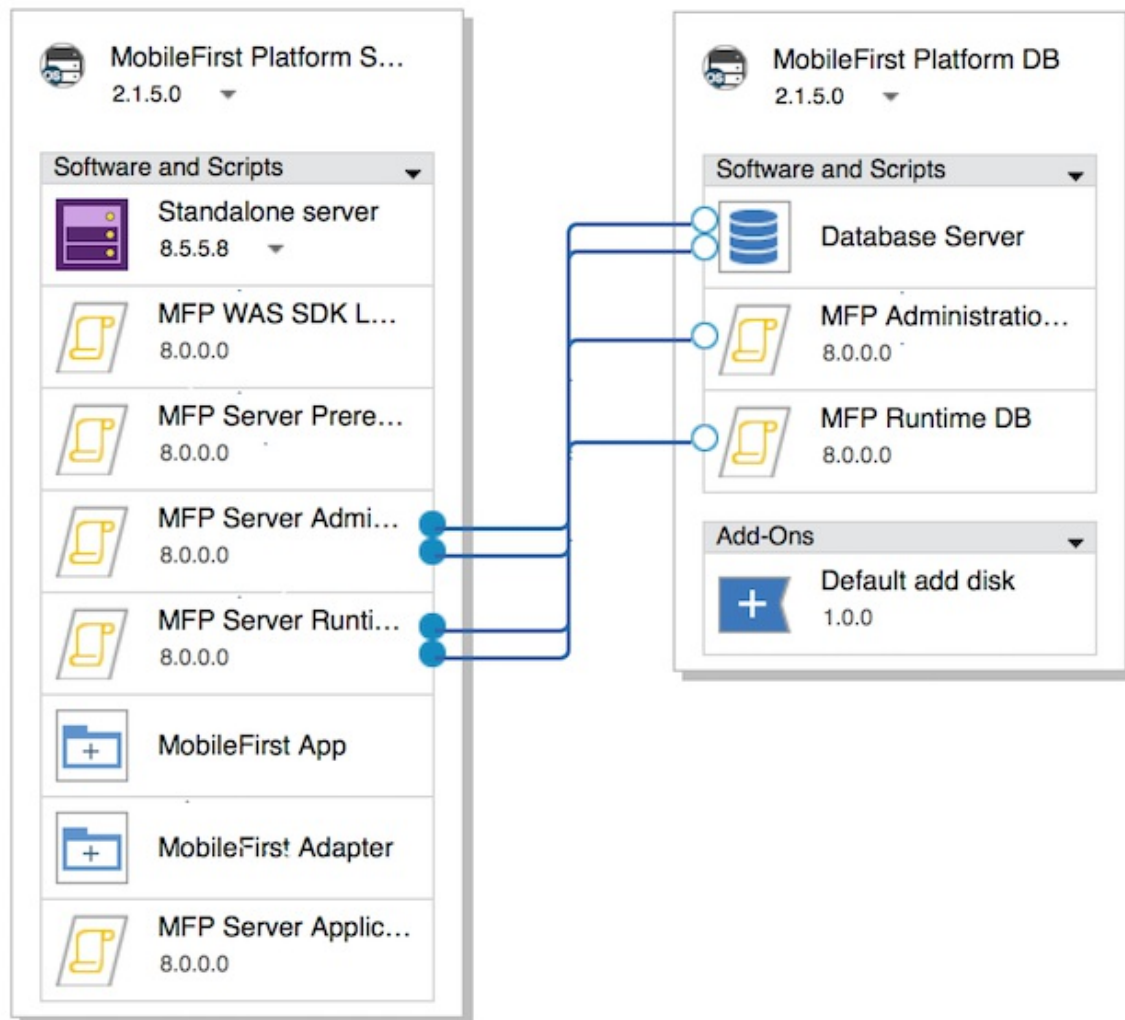 MobileFirst Platform S...
2.1.5.0
Software and Scripts
Standalone server
8.5.5.8
MFP WAS SDK L...
8.0.0.0
MFP Server Prere...
8.0.0.0
MFP Server Admi...
8.0.0.0
MFP Server Runti...
8.0.0.0
MobileFirst App
MobileFirst Adapter
MFP Server Applic...
8.0.0.0
MobileFirst Platform DB
2.1.5.0
Software and Scripts
Database Server
MFP Administratio...
8.0.0.0
MFP Runtime DB
8.0.0.0
Add-Ons
Default add disk
1.0.0